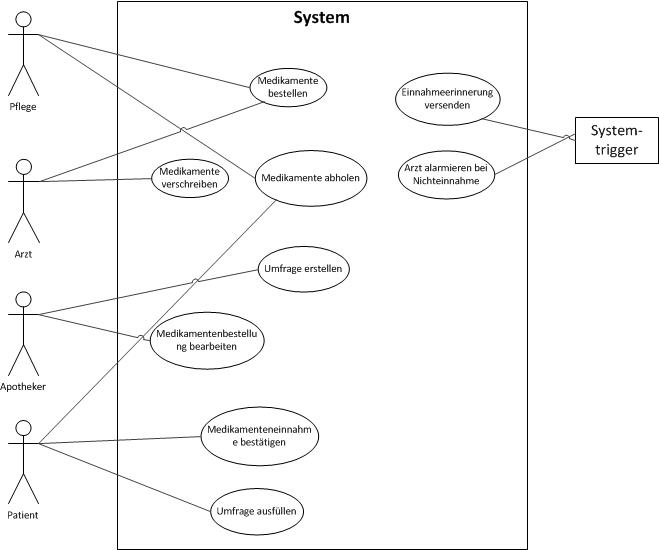 System
Medikamente
bestellen
Einnahmeerinnerung
versenden
Pflege
System-
trigger
Medikamente
verschreiben
Medikamente abholen
Arzt alarmieren bei
Nichteinnahme
Arzt
Umfrage erstellen
Medikamentenbestellu
ng bearbeiten
Apotheker
Medikamenteneinnahm
e bestätigen
Umfrage ausfüllen
Patient